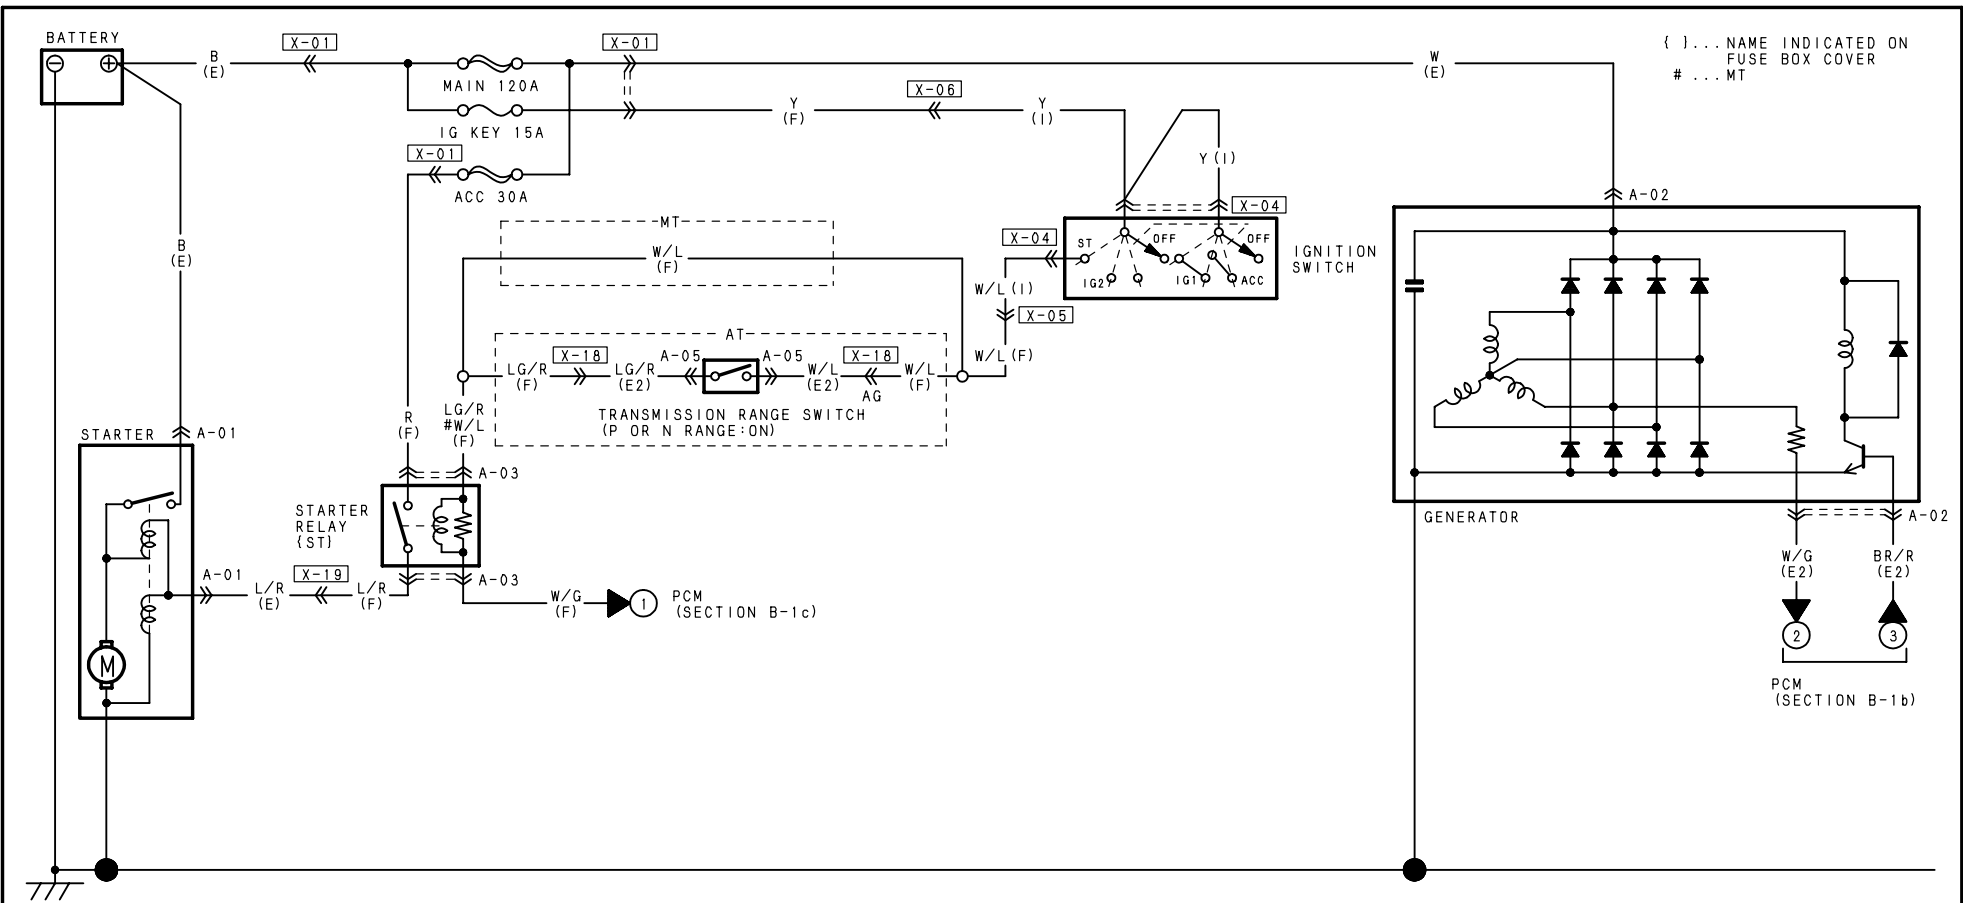 BATTERY
B
(E)
X-01
X-01
W
(E)
{ }...NAME INDICATED ON
FUSE BOX COVER
# ...MT
MAIN 120A
X-06
Y
(F)
Y
(I)
IG KEY 15A
X-01
Y(I)
ACC 30A
A-02
X-04
MT
W/L
(F)
X-04
ST
OFF
OFF
IG2
IG1
ACC
IGNITION
SWITCH
B
(E)
W/L(I)
X-05
AT
W/L(F)
LG/R
(F)
X-18
LG/R
(E2)
A-05
A-05
W/L
(E2)
X-18
AG
W/L
(F)
TRANSMISSION RANGE SWITCH
(P OR N RANGE:ON)
R
(F)
LG/R
#W/L
(F)
STARTER
A-01
A-03
STARTER
RELAY
{ST}
GENERATOR
A-02
A-03
A-01
L/R
(E)
X-19
L/R
(F)
W/G
(F)
1
PCM
(SECTION B-1c)
W/G
(E2)
BR/R
(E2)
2
3
M
PCM
(SECTION B-1b)